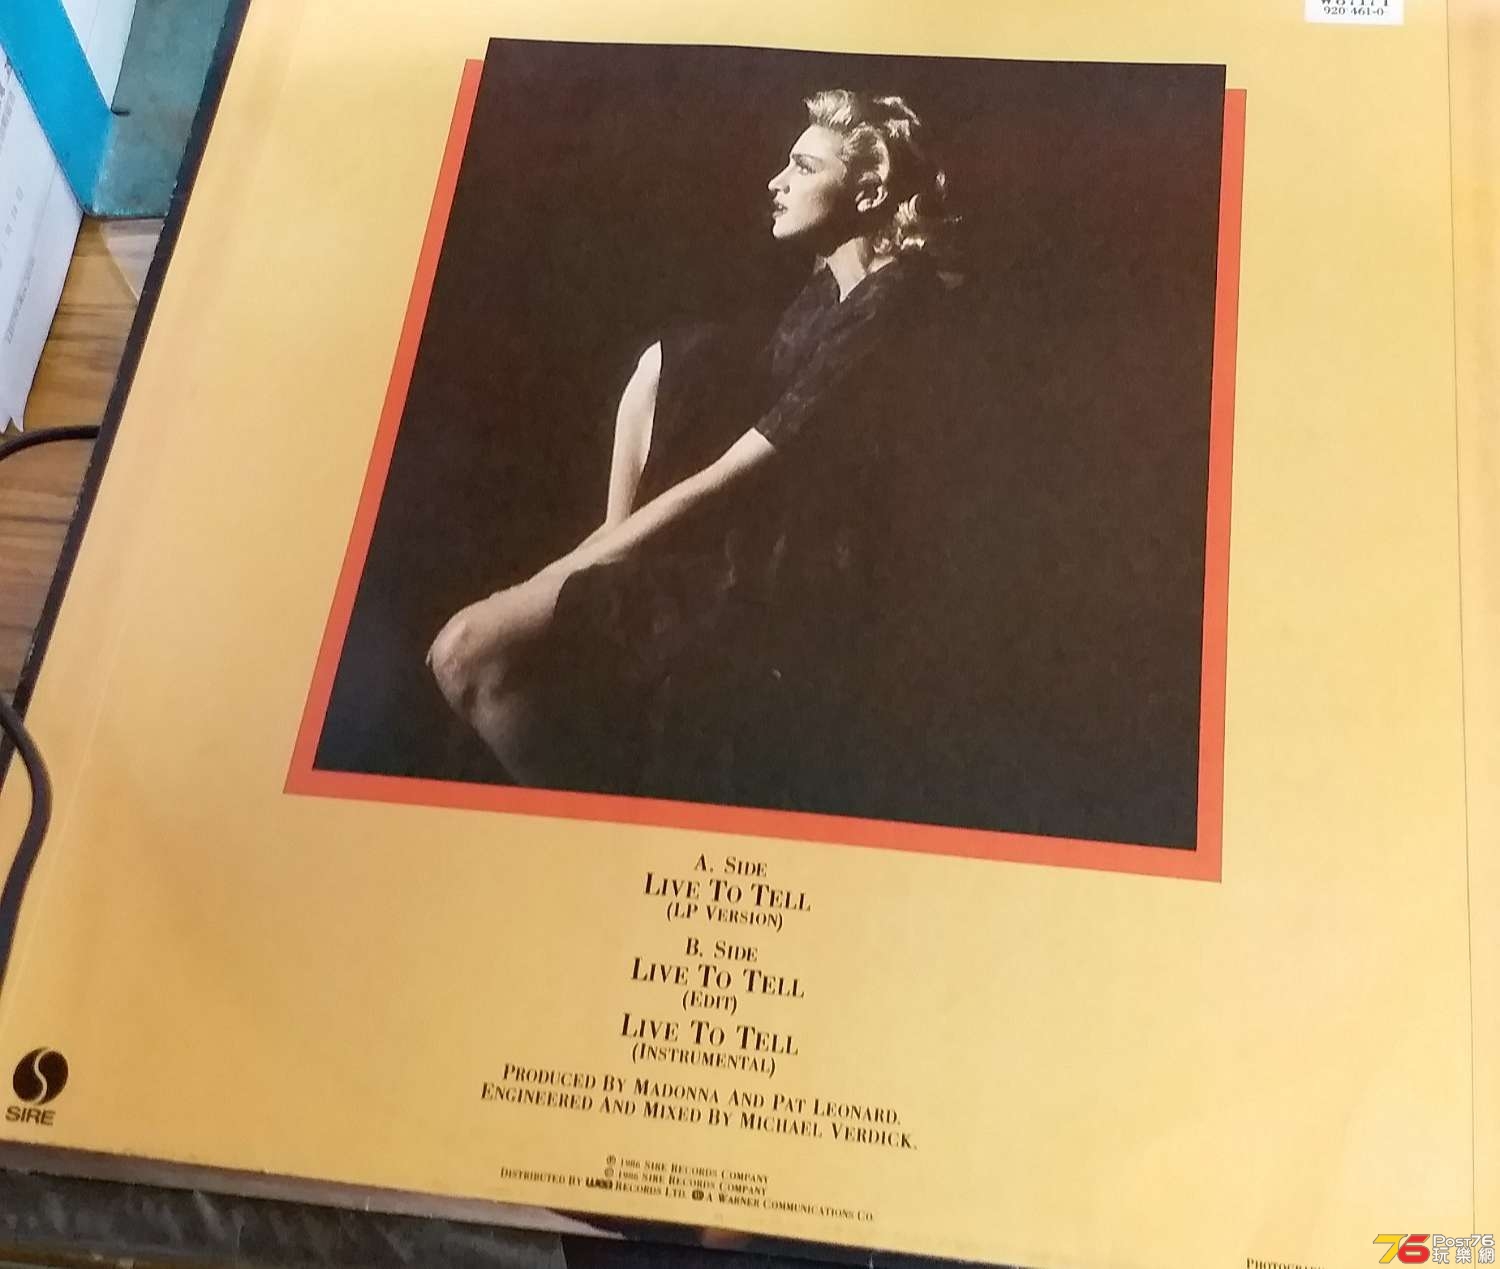 920 461-0
A. SIDE
LIVE TO TELL
(LP VERSION)
B. SIDE
LIVE TO TELL
(EDIT)
LIVE TO TELL
(INSTRUMENTAL)
PRODUCED BY MADONNA AND PAT LEONARD.
ENGINEERED AND MIXED BY MICHAEL VERDICK.
SIRE
℗ 1986 SIRE RECORDS COMPANY
© 1986 SIRE RECORDS COMPANY
DISTRIBUTED BY wea RECORDS LTD. A WARNER COMMUNICATIONS CO.
76 POST76
玩樂網